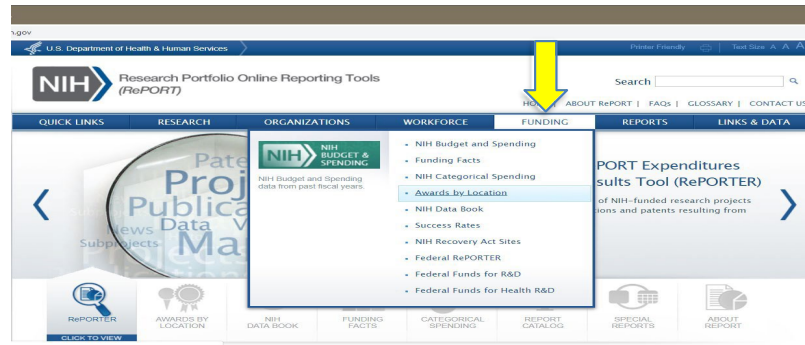 n.gov
U.S. Department of Health & Human Services
Printer Friendly
Text Size A A A
NIH
Research Portfolio Online Reporting Tools
(RePORT)
Search
ABOUT RePORT | FAQs | GLOSSARY | CONTACT US
QUICK LINKS RESEARCH ORGANIZATIONS WORKFORCE FUNDING REPORTS LINKS & DATA
NIH
NIH
BUDGET &
SPENDING
NIH Budget and Spending
data from past fiscal years.
• NIH Budget and Spending
• Funding Facts
• NIH Categorical Spending
• Awards by Location
• NIH Data Book
• Success Rates
• NIH Recovery Act Sites
• Federal RePORTER
• Federal Funds for R&D
• Federal Funds for Health R&D
Pate
Proj
Publica
News Data V
Subprojects Ma
PORT Expenditures
sults Tool (RePORTER)
of NIH-funded research projects
ions and patents resulting from
RePORTER
CLICK TO VIEW
AWARDS BY
LOCATION
NIH
DATA BOOK
FUNDING
FACTS
CATEGORICAL
SPENDING
REPORT
CATALOG
SPECIAL
REPORTS
ABOUT
REPORT